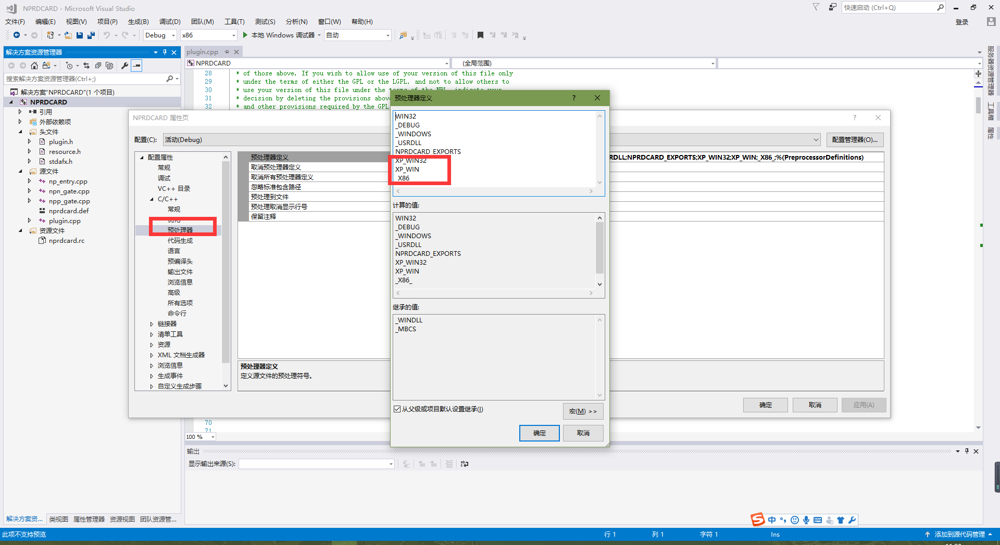 NPRDCARD - Microsoft Visual Studio
快速启动 (Ctrl+Q)
文件(F) 编辑(E) 视图(V) 项目(P) 生成(B) 调试(D) 团队(M) 工具(T) 测试(S) 分析(N) 窗口(W) 帮助(H)
登录
Debug x86 本地 Windows 调试器 自动
解决方案资源管理器
搜索解决方案资源管理器(Ctrl+;)
解决方案"NPRDCARD"(1 个项目)
NPRDCARD
引用
外部依赖项
头文件
plugin.h
resource.h
stdafx.h
源文件
np_entry.cpp
npn_gate.cpp
npp_gate.cpp
nprdcard.def
plugin.cpp
资源文件
nprdcard.rc
解决方案资... 类视图 属性管理器 资源视图 团队资源管...
plugin.cpp
NPRDCARD (全局范围)
28 * of those above. If you wish to allow use of your version of this file only
29 * under the terms of either the GPL or the LGPL, and not to allow others to
30 * use your version of this file under the terms of the NPL, indicate your
31 * decision by deleting the provisions abov
32 * and other provisions required by the GPL
服务器资源管理器
工具箱
属性
NPRDCARD 属性页
配置(C): 活动(Debug)
配置管理器(O)...
配置属性
常规
调试
VC++ 目录
C/C++
常规
预处理器
代码生成
语言
预编译头
输出文件
浏览信息
高级
所有选项
命令行
链接器
清单工具
资源
XML 文档生成器
浏览信息
生成事件
自定义生成步骤
预处理器定义
RDLL;NPRDCARD_EXPORTS;XP_WIN32;XP_WIN;_X86_;%(PreprocessorDefinitions)
取消预处理器定义
取消所有预处理器定义
忽略标准包含路径
预处理到文件
预处理取消显示行号
保留注释
预处理器定义
定义源文件的预处理符号。
确定 取消 应用(A)
预处理器定义
WIN32
_DEBUG
_WINDOWS
_USRDLL
NPRDCARD_EXPORTS
XP_WIN32
XP_WIN
_X86_
计算的值:
WIN32
_DEBUG
_WINDOWS
_USRDLL
NPRDCARD_EXPORTS
XP_WIN32
XP_WIN
_X86_
继承的值:
_WINDLL
_MBCS
从父级或项目默认设置继承(I)
宏(M) >>
确定 取消
70
71
100 %
输出
显示输出来源(S):
中
此项不支持预览
行 1 列 1 字符 1 Ins 添加到源代码管理